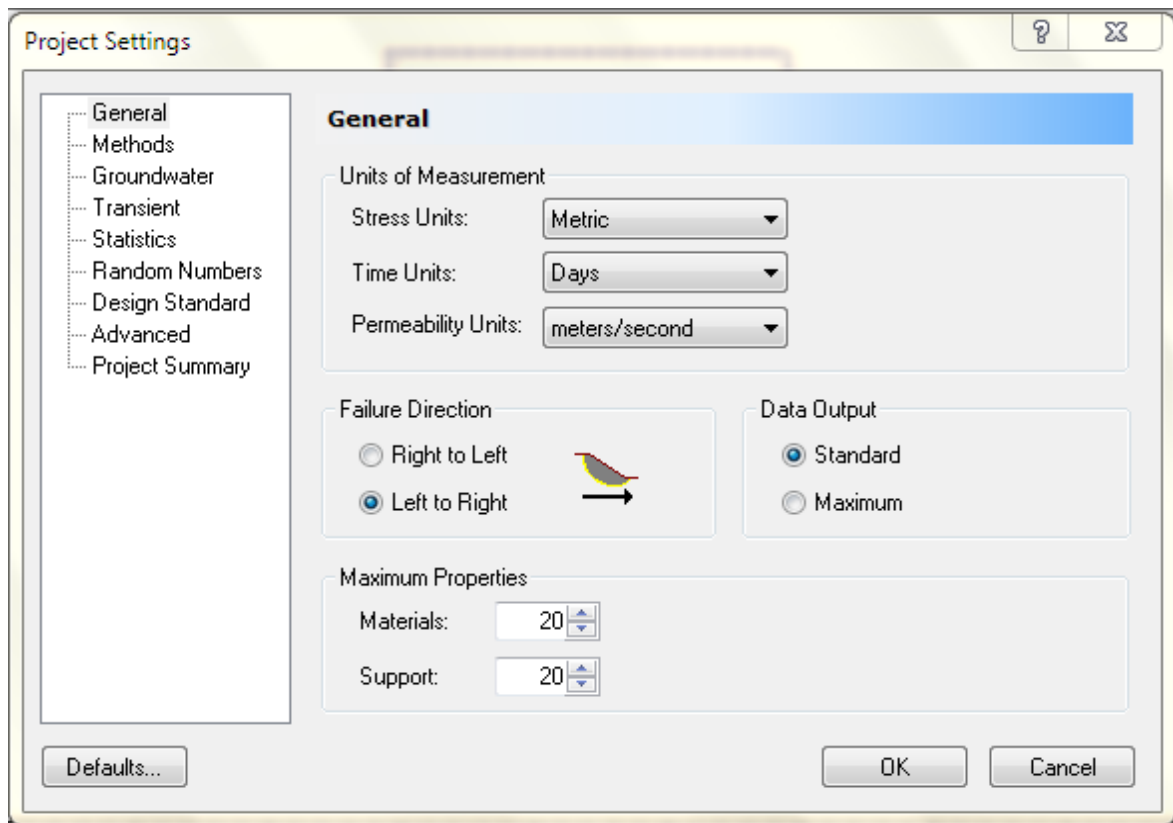 Project Settings
General
Methods
Groundwater
Transient
Statistics
Random Numbers
Design Standard
Advanced
Project Summary
General
Units of Measurement
Stress Units: Metric
Time Units: Days
Permeability Units: meters/second
Failure Direction
Right to Left
Left to Right
Data Output
Standard
Maximum
Maximum Properties
Materials: 20
Support: 20
Defaults... OK Cancel